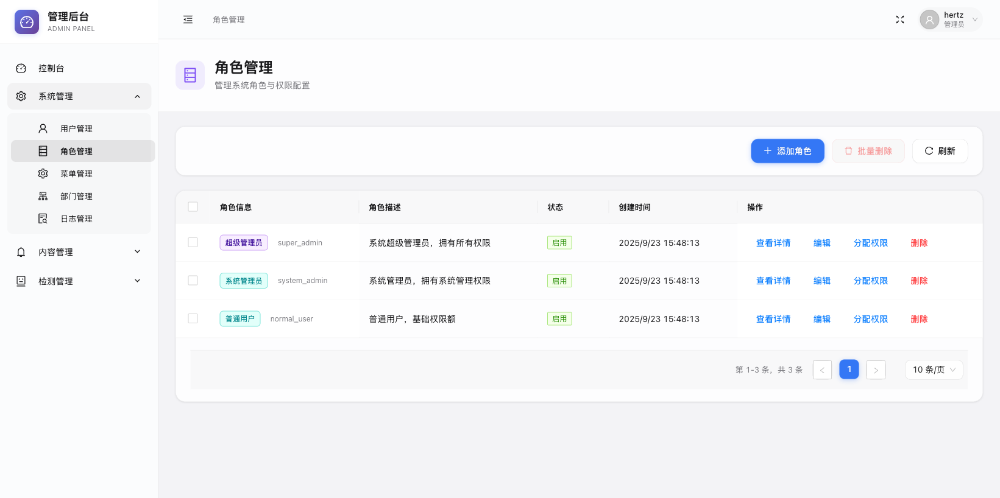 管理后台
ADMIN PANEL
控制台
系统管理
用户管理
角色管理
菜单管理
部门管理
日志管理
内容管理
检测管理
角色管理
hertz
管理员
角色管理
管理系统角色与权限配置
添加角色 批量删除 刷新
角色信息 角色描述 状态 创建时间 操作
超级管理员 super_admin 系统超级管理员，拥有所有权限 启用 2025/9/23 15:48:13 查看详情 编辑 分配权限 删除
系统管理员 system_admin 系统管理员，拥有系统管理权限 启用 2025/9/23 15:48:13 查看详情 编辑 分配权限 删除
普通用户 normal_user 普通用户，基础权限额 启用 2025/9/23 15:48:13 查看详情 编辑 分配权限 删除
第 1-3 条，共 3 条 < 1 > 10 条/页